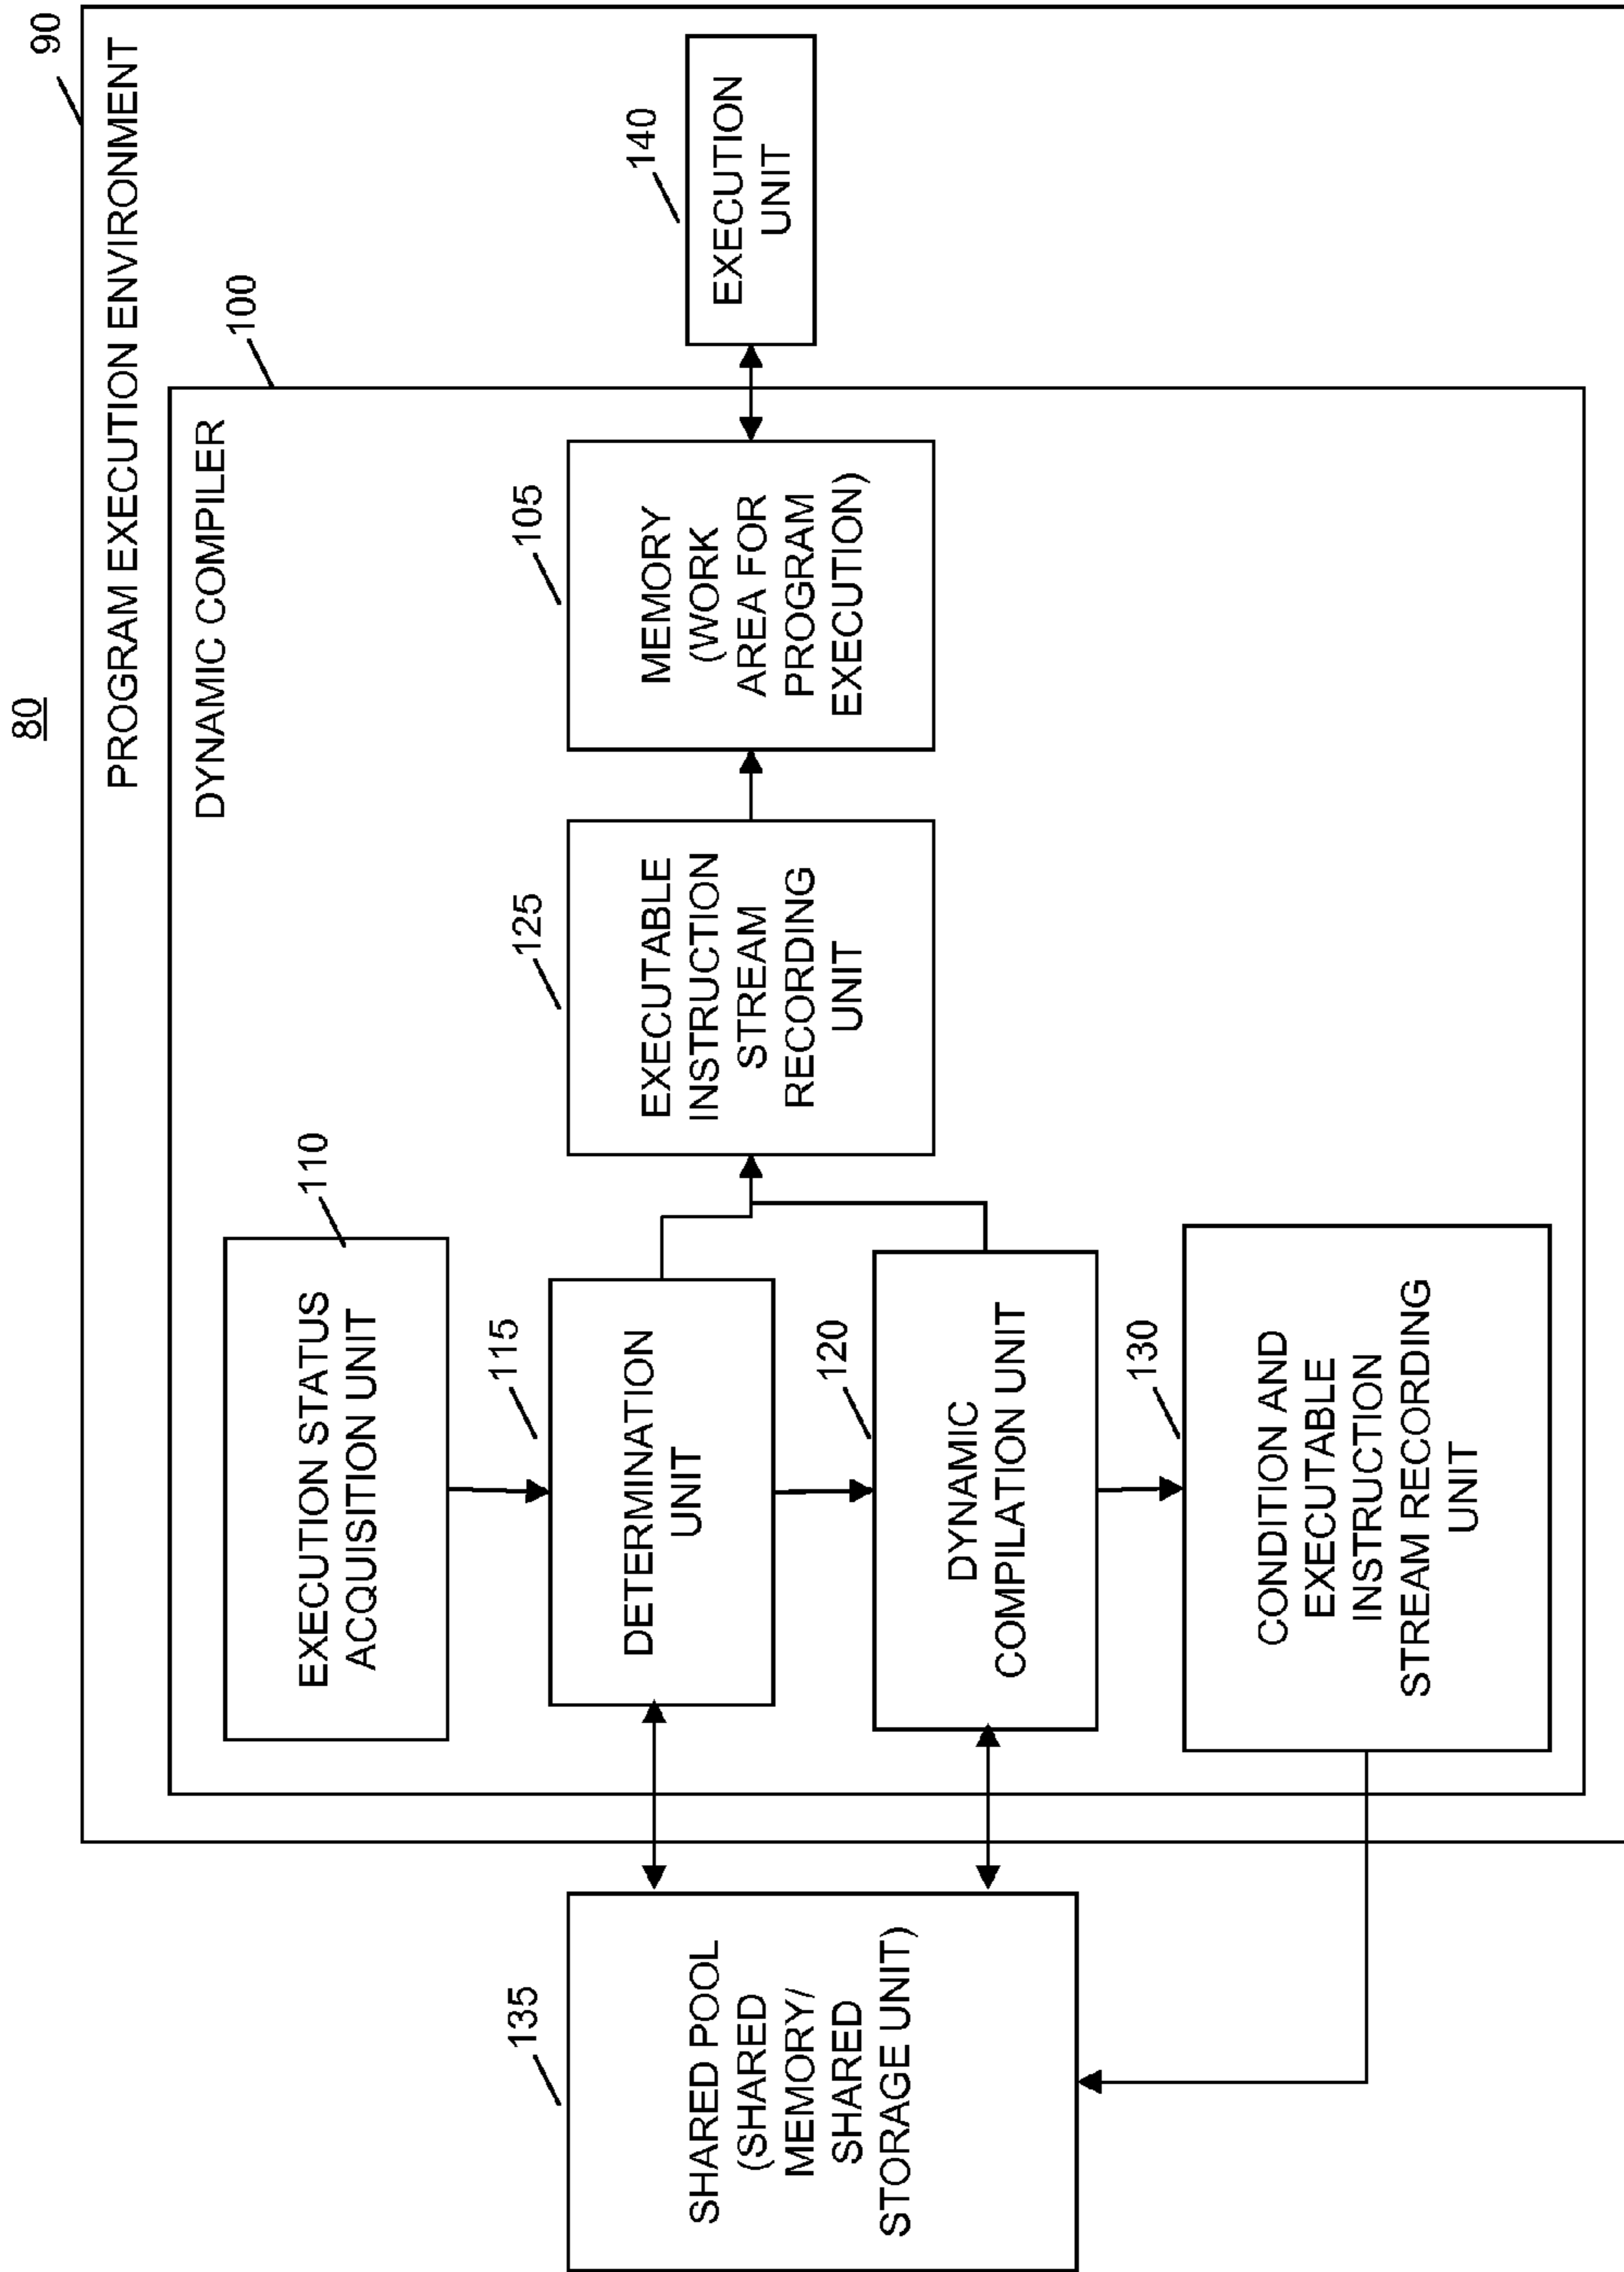 80
90
PROGRAM EXECUTION ENVIRONMENT
100
DYNAMIC COMPILER
110
EXECUTION STATUS
ACQUISITION UNIT
115
DETERMINATION
UNIT
120
DYNAMIC
COMPILATION UNIT
130
CONDITION AND
EXECUTABLE
INSTRUCTION
STREAM RECORDING
UNIT
125
EXECUTABLE
INSTRUCTION
STREAM
RECORDING
UNIT
105
MEMORY
(WORK
AREA FOR
PROGRAM
EXECUTION)
140
EXECUTION
UNIT
135
SHARED POOL
(SHARED
MEMORY/
SHARED
STORAGE UNIT)